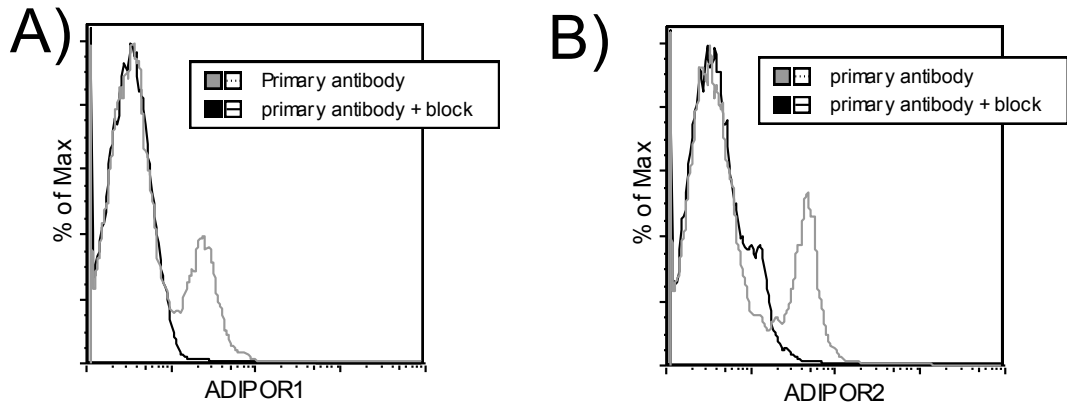 A)
Primary antibody
primary antibody + block
% of Max
ADIPOR1
B)
primary antibody
primary antibody + block
% of Max
ADIPOR2